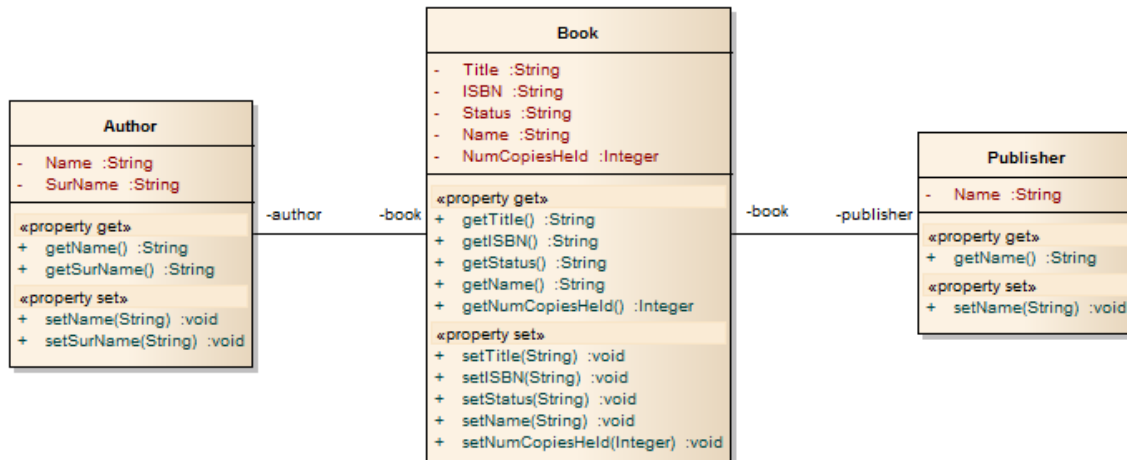 Author
- Name :String
- SurName :String
«property get»
+ getName() :String
+ getSurName() :String
«property set»
+ setName(String) :void
+ setSurName(String) :void
-author
-book
Book
- Title :String
- ISBN :String
- Status :String
- Name :String
- NumCopiesHeld :Integer
«property get»
+ getTitle() :String
+ getISBN() :String
+ getStatus() :String
+ getName() :String
+ getNumCopiesHeld() :Integer
«property set»
+ setTitle(String) :void
+ setISBN(String) :void
+ setStatus(String) :void
+ setName(String) :void
+ setNumCopiesHeld(Integer) :void
-book
-publisher
Publisher
- Name :String
«property get»
+ getName() :String
«property set»
+ setName(String) :void